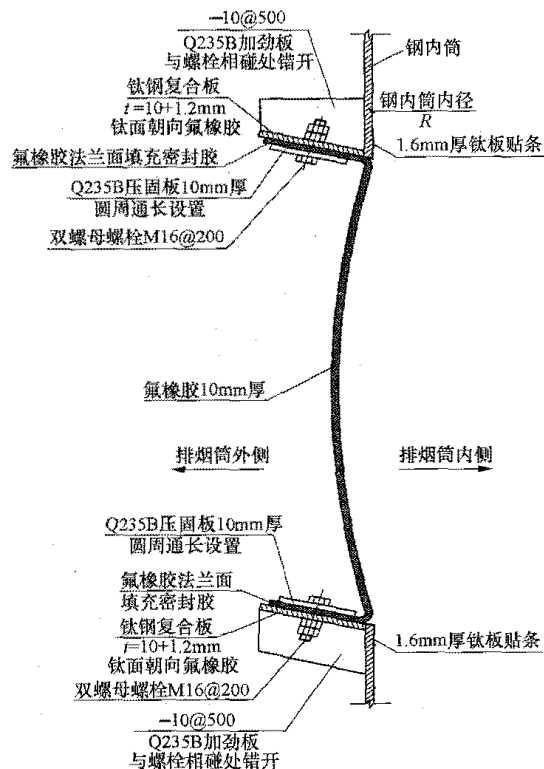 —10@500
Q235B加劲板
与螺栓相碰处错开
钢内筒
钛钢复合板
t=10+1.2mm
钛面朝向氟橡胶
钢内筒内径
R
氟橡胶法兰面填充密封胶
1.6mm厚钛板贴条
Q235B压固板10mm厚
圆周通长设置
双螺母螺栓M16@200
氟橡胶10mm厚
排烟筒外侧
排烟筒内侧
Q235B压固板10mm厚
圆周通长设置
氟橡胶法兰面
填充密封胶
钛钢复合板
t=10+1.2mm
钛面朝向氟橡胶
1.6mm厚钛板贴条
双螺母螺栓M16@200
—10@500
Q235B加劲板
与螺栓相碰处错开